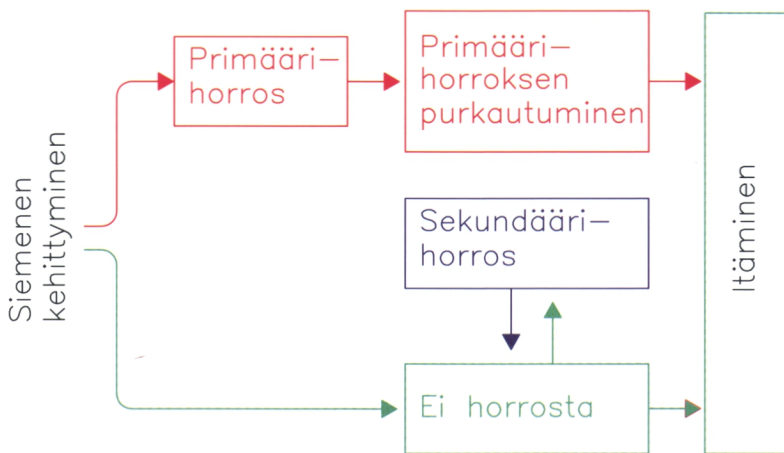 Siemenen
kehittyminen
Primääri–
horros
Primääri–
horroksen
purkautuminen
Sekundääri–
horros
Ei horrosta
Itäminen